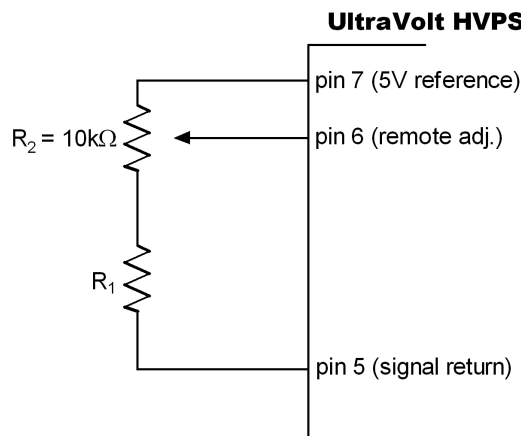 UltraVolt HVPS
pin 7 (5V reference)
R2 = 10kΩ
pin 6 (remote adj.)
R1
pin 5 (signal return)